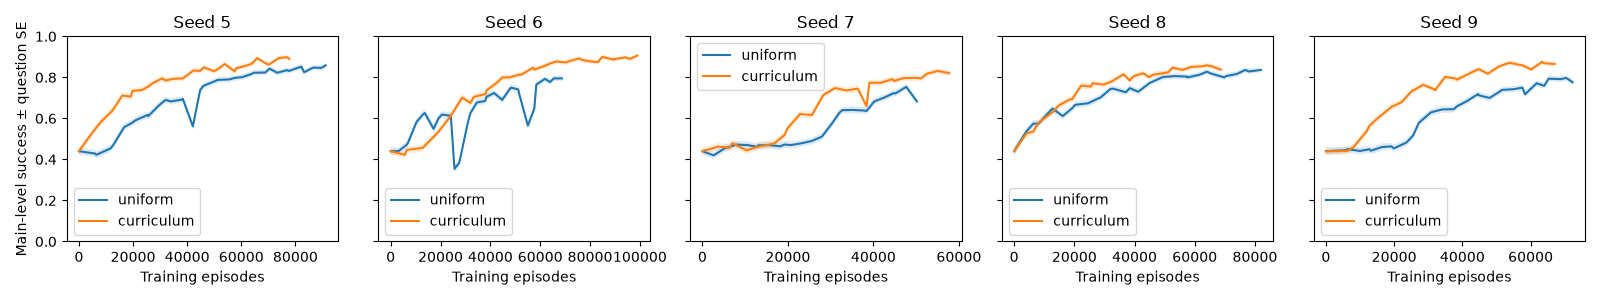 Seed 5
Seed 6
Seed 7
Seed 8
Seed 9
Main-level success ± question SE
1.0
0.8
0.6
0.4
0.2
0.0
uniform
curriculum
uniform
curriculum
uniform
curriculum
uniform
curriculum
uniform
curriculum
0 20000 40000 60000 80000
0 20000 40000 60000 80000 100000
0 20000 40000 60000
0 20000 40000 60000 80000
0 20000 40000 60000
Training episodes
Training episodes
Training episodes
Training episodes
Training episodes